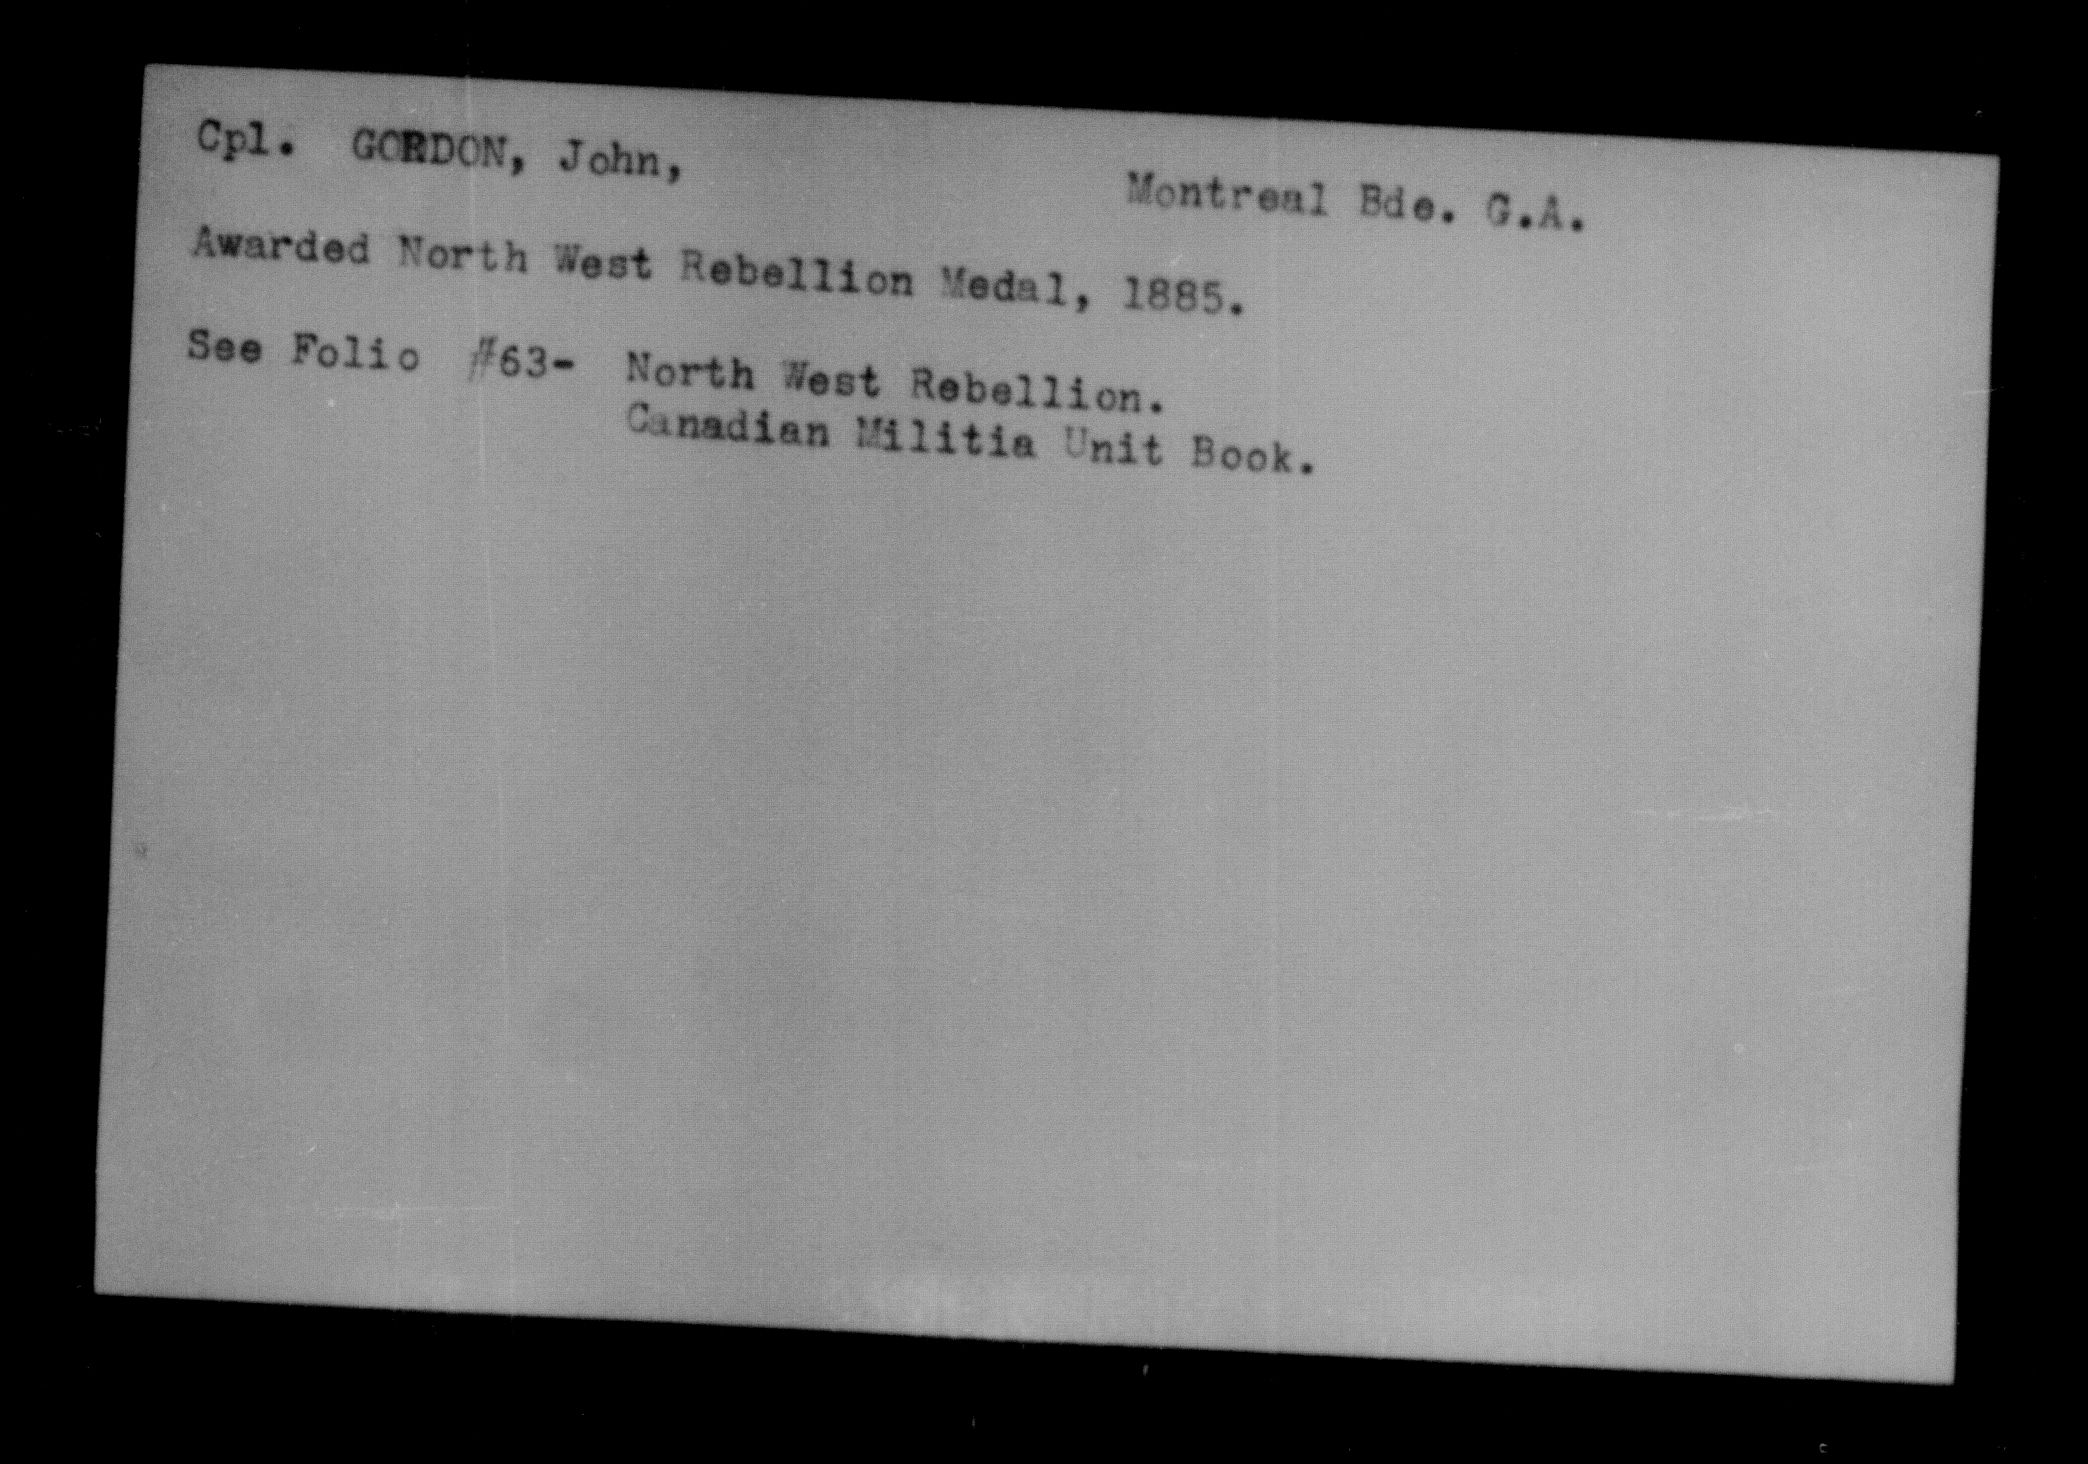 Cpl. GORDON, John,
Montreal Bde. G.A.
Awarded North West Rebellion Medal, 1885.
See Folio #63- North West Rebellion.
Canadian Militia Unit Book.